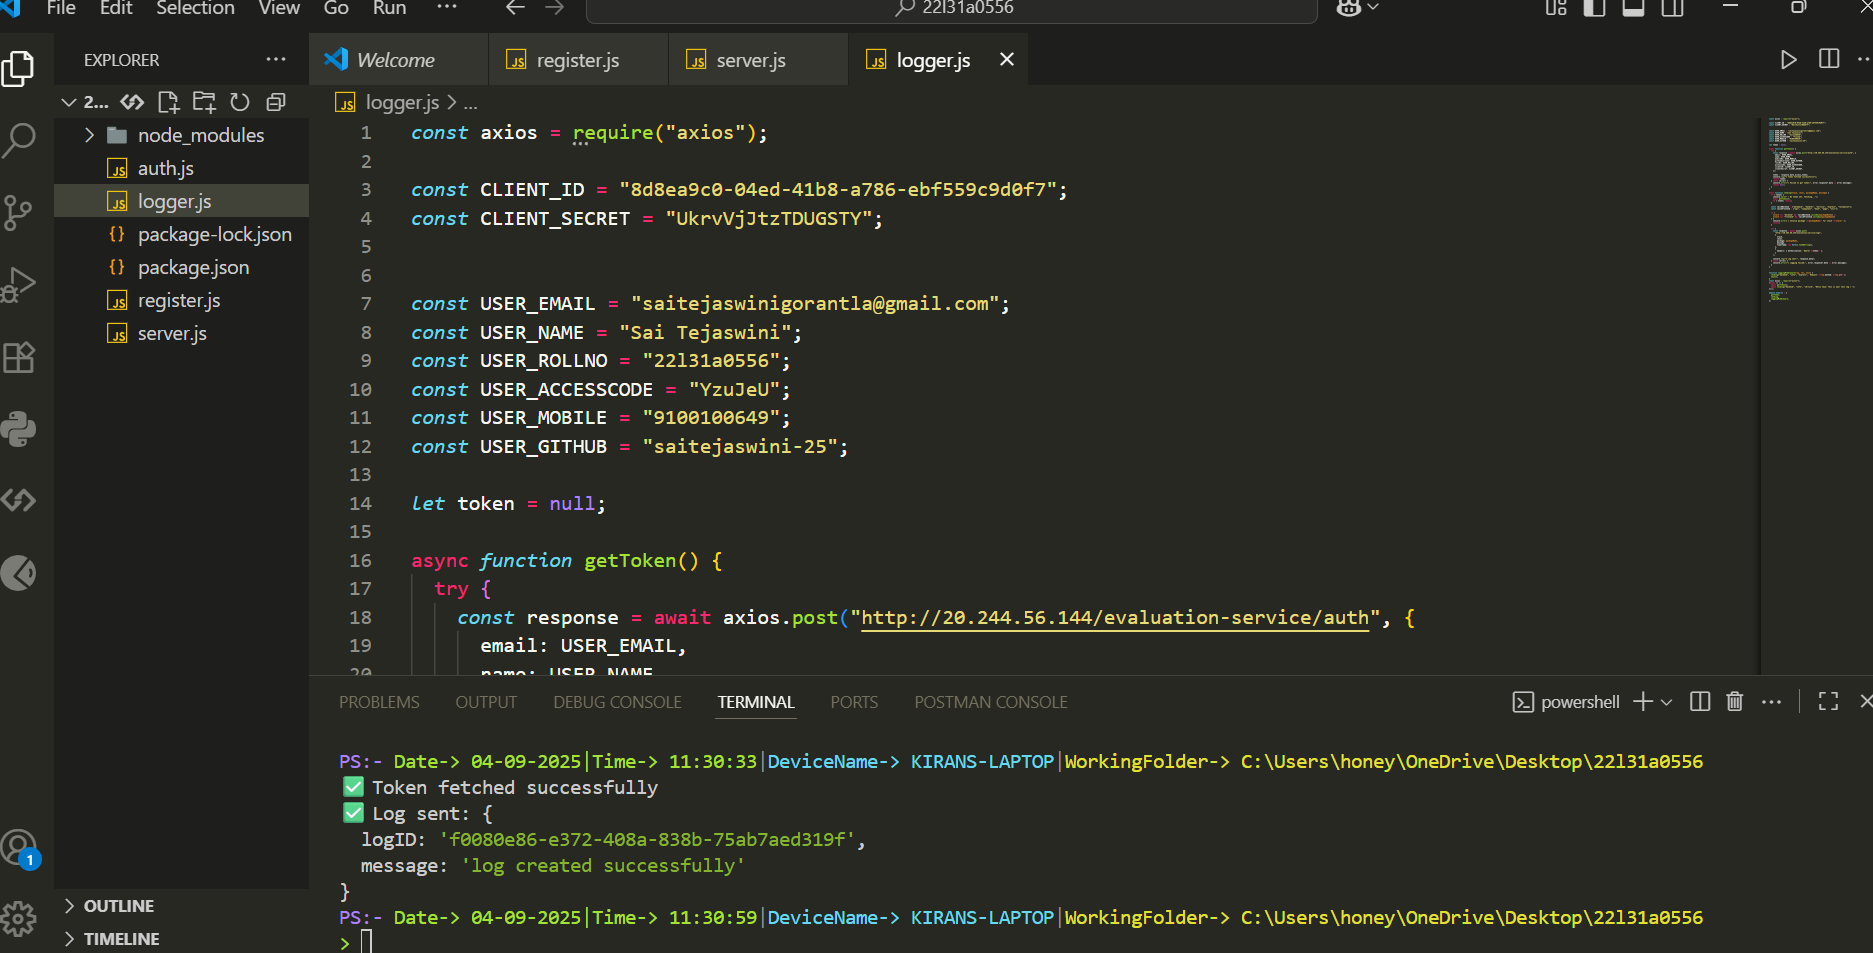 File Edit Selection View Go Run ··· ← → 22l31a0556
EXPLORER ···
2...
node_modules
auth.js
logger.js
package-lock.json
package.json
register.js
server.js
1
OUTLINE
TIMELINE
Welcome register.js server.js logger.js
logger.js > ...
1 const axios = require("axios");
2
3 const CLIENT_ID = "8d8ea9c0-04ed-41b8-a786-ebf559c9d0f7";
4 const CLIENT_SECRET = "UkrvVjJtzTDUGSTY";
5
6
7 const USER_EMAIL = "saitejaswinigorantla@gmail.com";
8 const USER_NAME = "Sai Tejaswini";
9 const USER_ROLLNO = "22l31a0556";
10 const USER_ACCESSCODE = "YzuJeU";
11 const USER_MOBILE = "9100100649";
12 const USER_GITHUB = "saitejaswini-25";
13
14 let token = null;
15
16 async function getToken() {
17 try {
18 const response = await axios.post("http://20.244.56.144/evaluation-service/auth", {
19 email: USER_EMAIL,
20 name: USER_NAME
PROBLEMS OUTPUT DEBUG CONSOLE TERMINAL PORTS POSTMAN CONSOLE powershell
PS:- Date-> 04-09-2025|Time-> 11:30:33|DeviceName-> KIRANS-LAPTOP|WorkingFolder-> C:\Users\honey\OneDrive\Desktop\22l31a0556
✅ Token fetched successfully
✅ Log sent: {
logID: 'f0080e86-e372-408a-838b-75ab7aed319f',
message: 'log created successfully'
}
PS:- Date-> 04-09-2025|Time-> 11:30:59|DeviceName-> KIRANS-LAPTOP|WorkingFolder-> C:\Users\honey\OneDrive\Desktop\22l31a0556
>